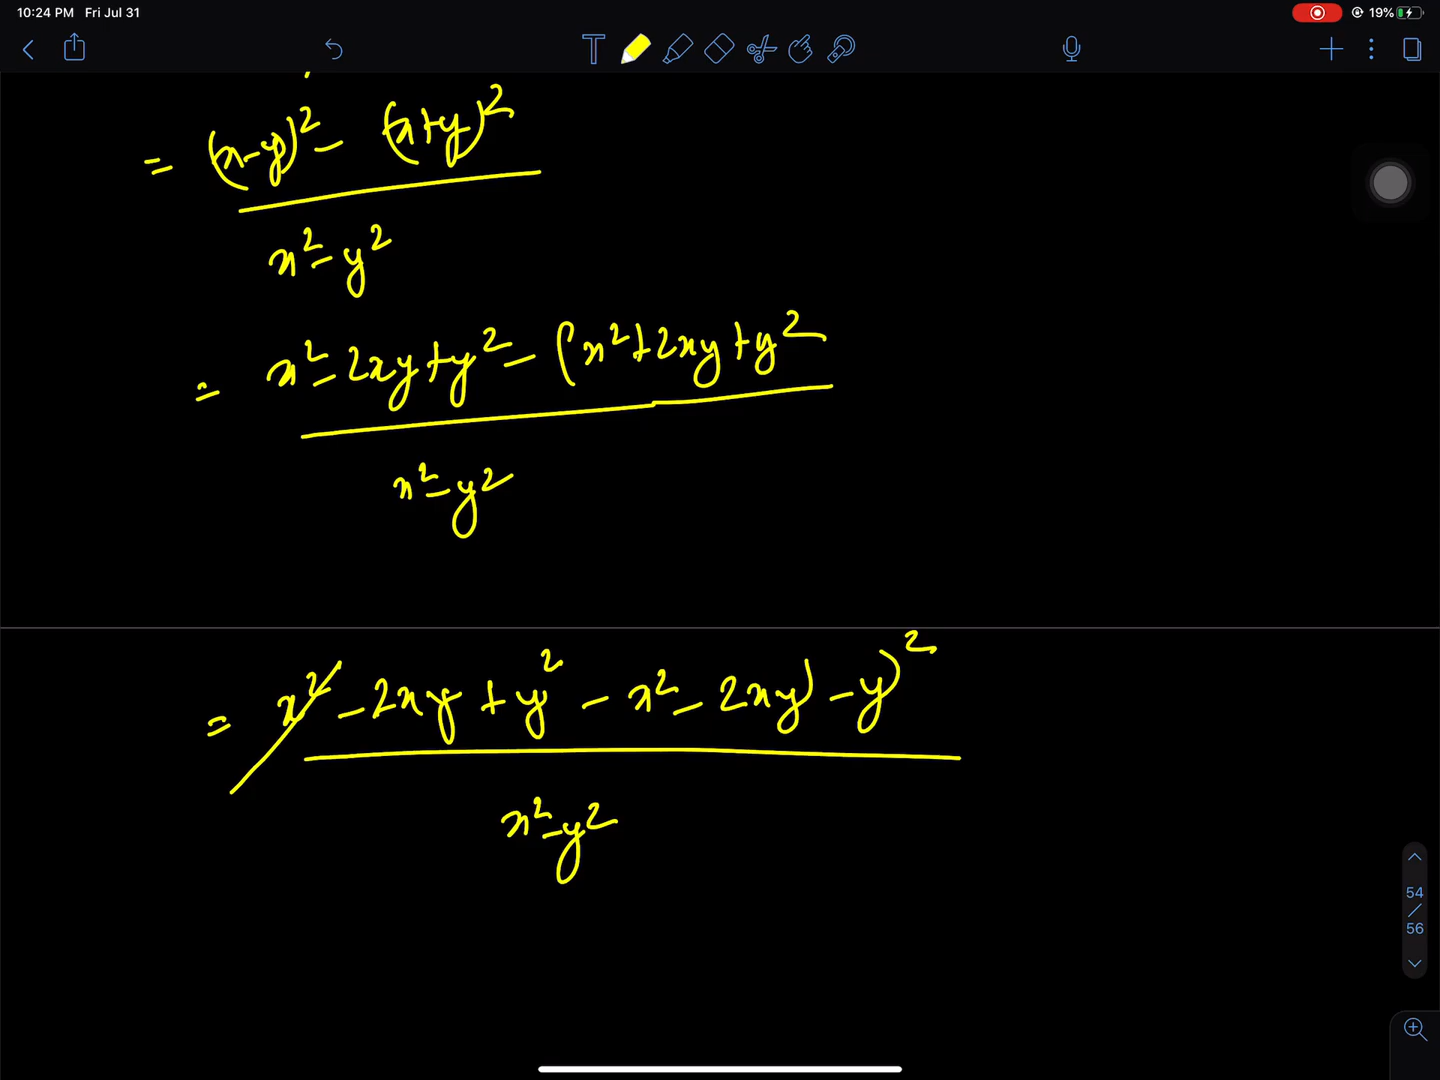 10:24 PM Fri Jul 31
19%
T
= (x-y)² - (x+y)²
x² - y²
= x² - 2xy + y² - (x² + 2xy + y²
x² - y²
= x² - 2xy + y² - x² - 2xy) - y)²
x² - y²
54
/
56